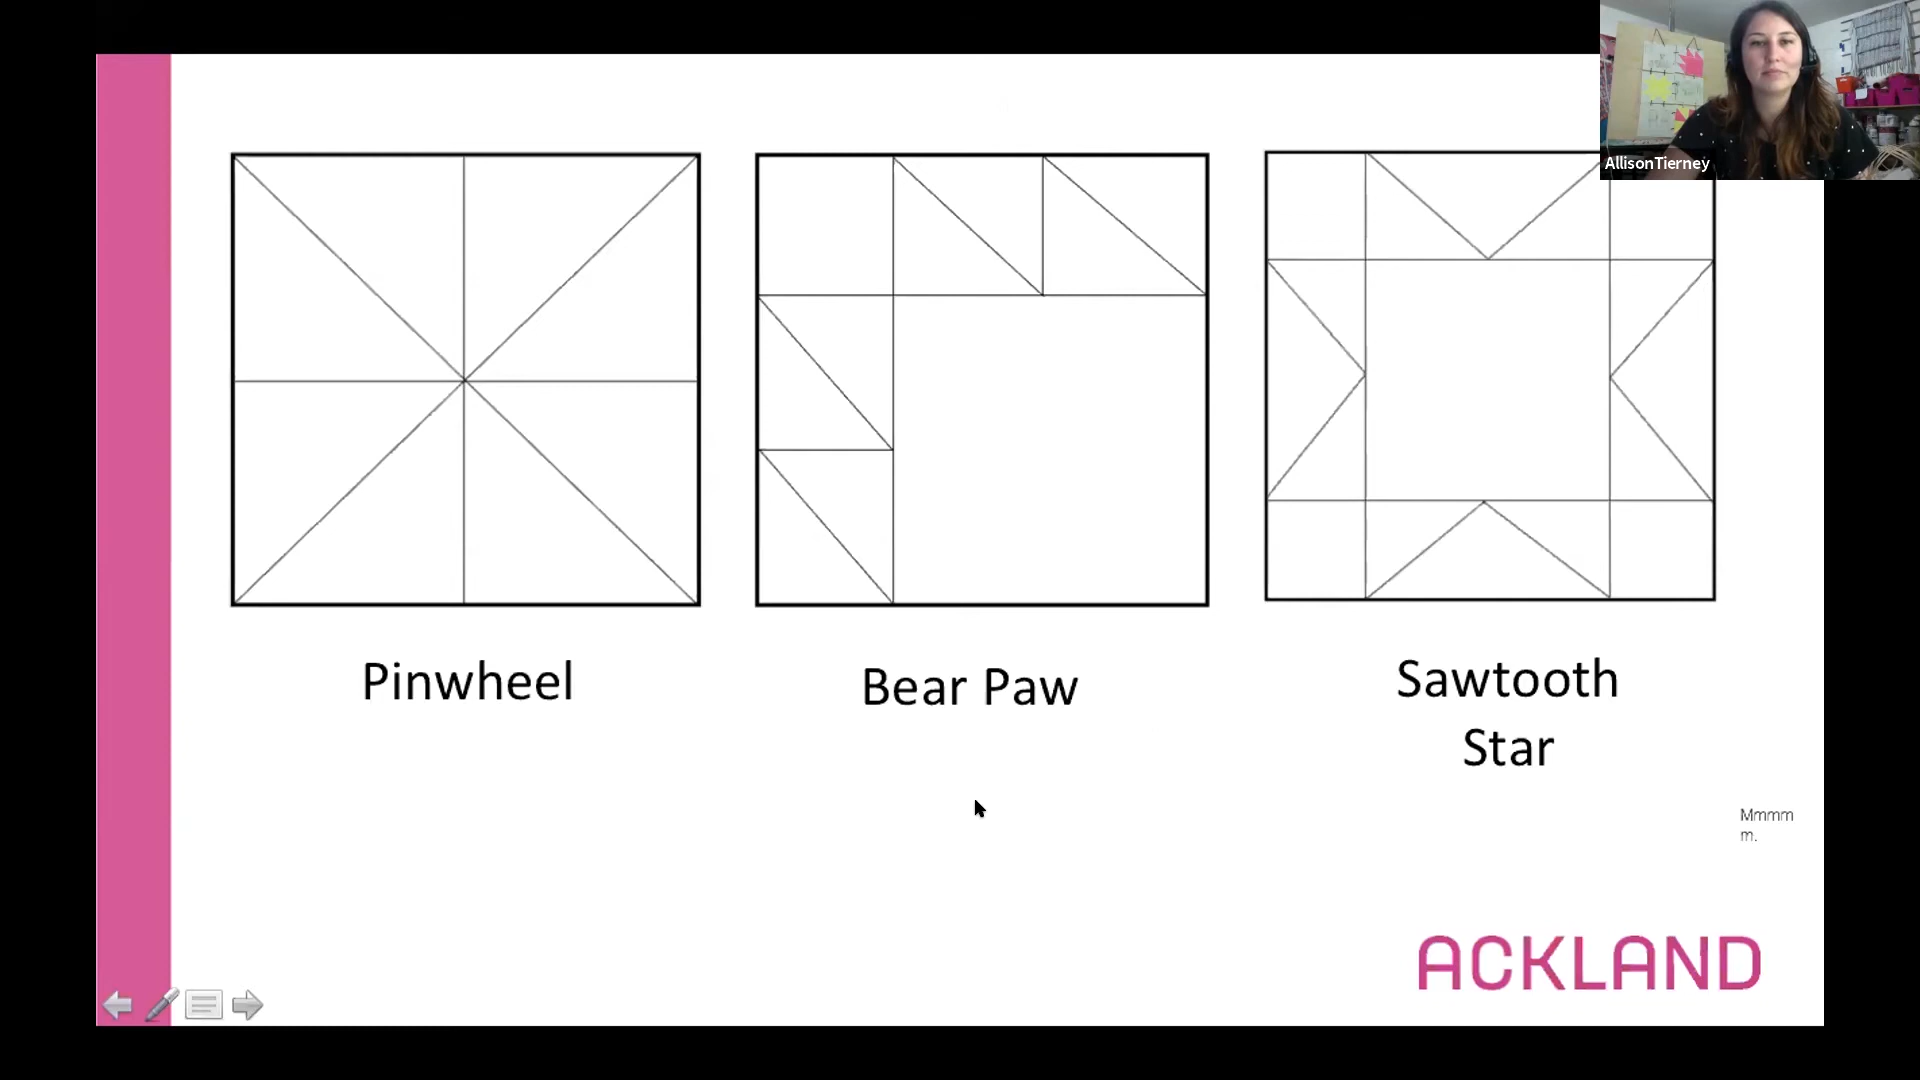 AllisonTierney
Pinwheel
Bear Paw
Sawtooth
Star
Mmmm
m.
ACKLAND